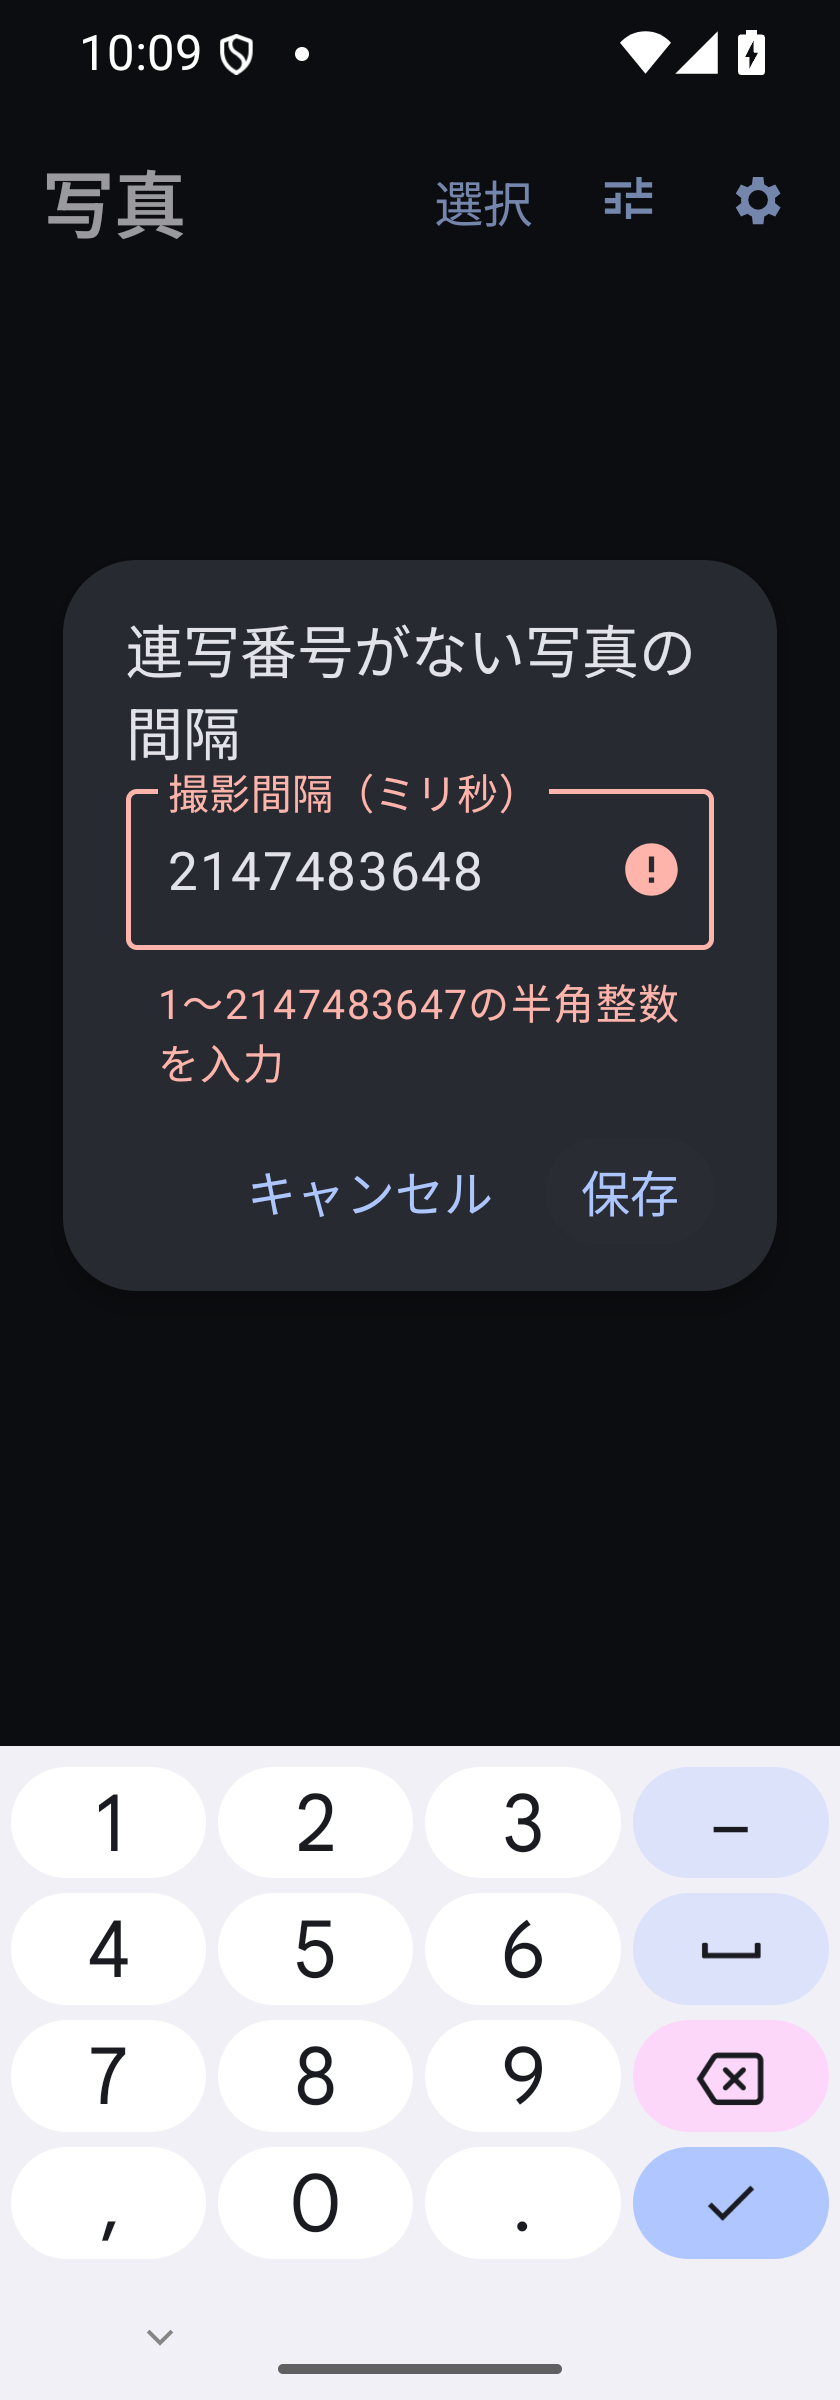 10:09
写真
選択
連写番号がない写真の
間隔
撮影間隔（ミリ秒）
2147483648
1〜2147483647の半角整数
を入力
キャンセル
保存
1
2
3
–
4
5
6
7
8
9
,
0
.